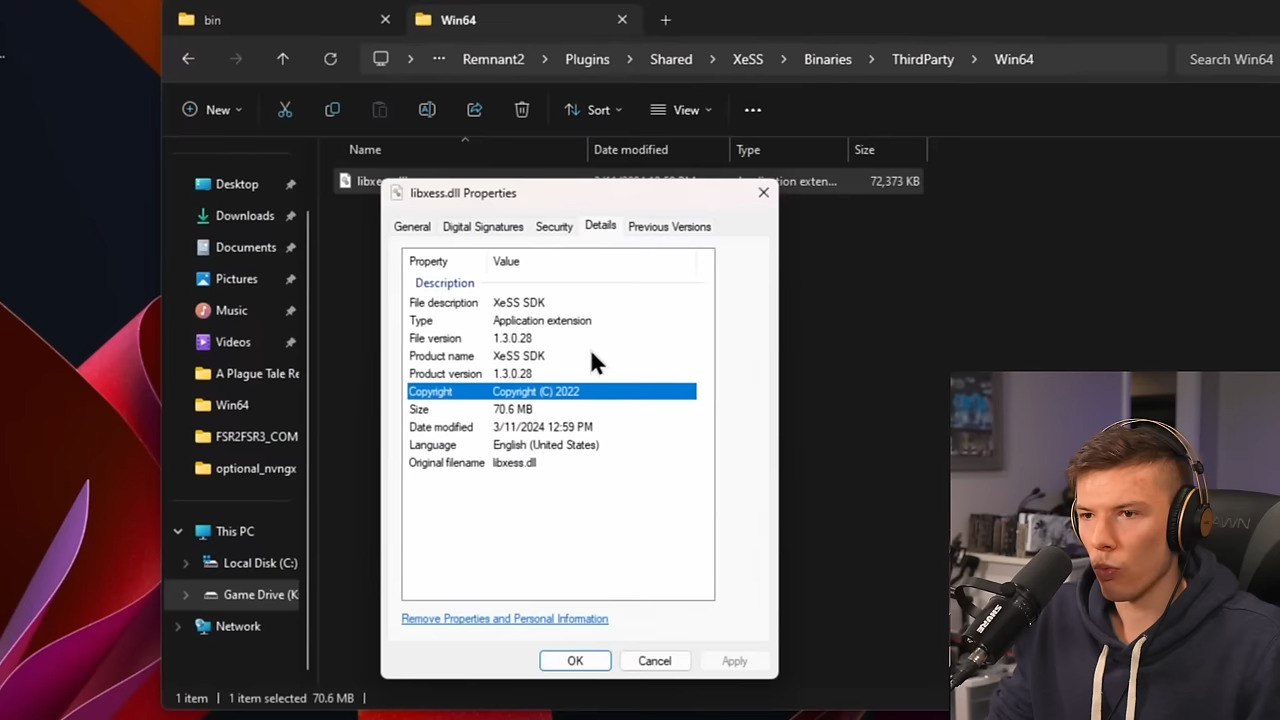 bin
Win64
Remnant2 > Plugins > Shared > XeSS > Binaries > ThirdParty > Win64
Search Win64
New
Sort
View
Name
Date modified
Type
Size
72,373 KB
libxess.dll Properties
General
Digital Signatures
Security
Details
Previous Versions
Property Value
Description
File description XeSS SDK
Type Application extension
File version 1.3.0.28
Product name XeSS SDK
Product version 1.3.0.28
Copyright Copyright (C) 2022
Size 70.6 MB
Date modified 3/11/2024 12:59 PM
Language English (United States)
Original filename libxess.dll
Remove Properties and Personal Information
OK
Cancel
Apply
Desktop
Downloads
Documents
Pictures
Music
Videos
A Plague Tale Re
Win64
FSR2FSR3_COM
optional_nvngx
This PC
Local Disk (C:)
Game Drive (K
Network
1 item
1 item selected 70.6 MB
SHURE